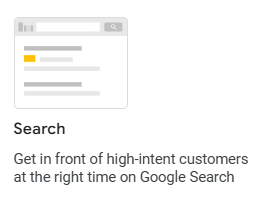 Search
Get in front of high-intent customers
at the right time on Google Search